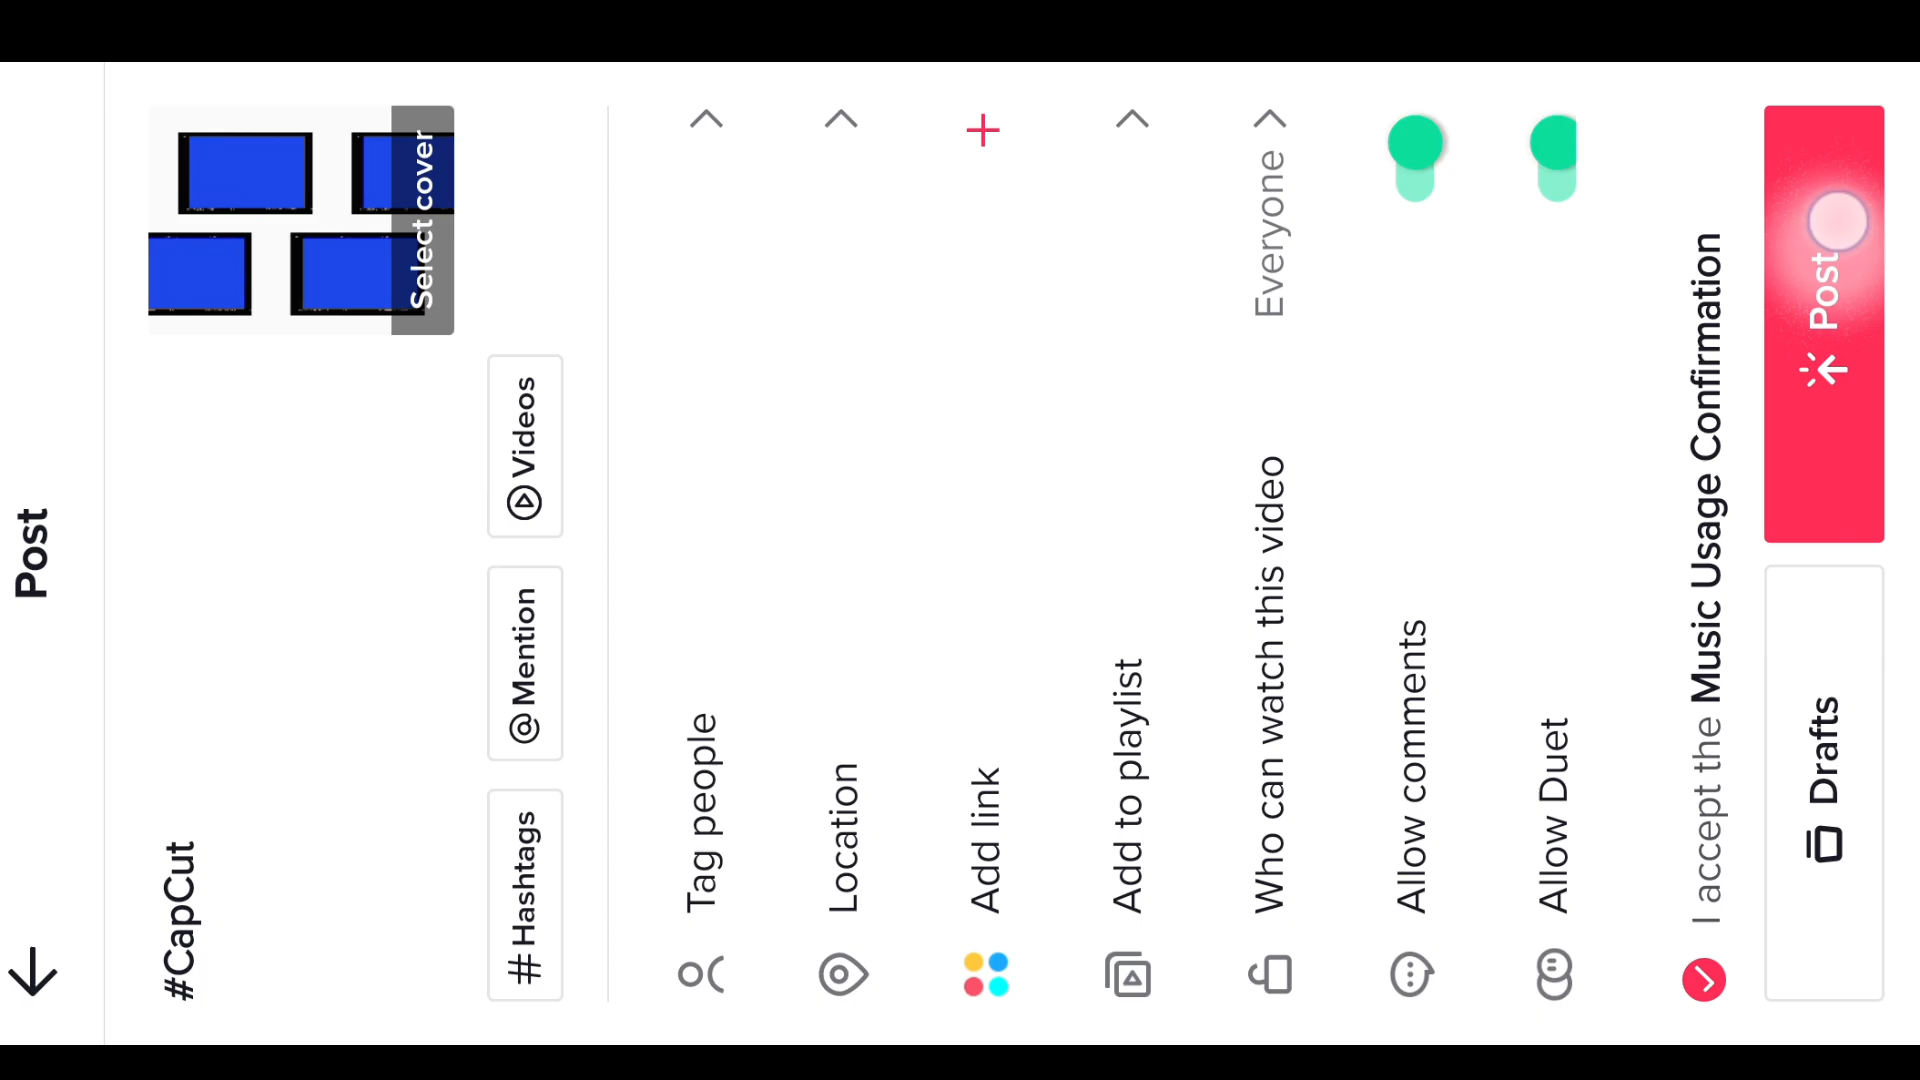 Post
#CapCut
Select cover
# Hashtags
@ Mention
Videos
Tag people
Location
Add link
Add to playlist
Who can watch this video
Everyone
Allow comments
Allow Duet
I accept the Music Usage Confirmation
Drafts
Post